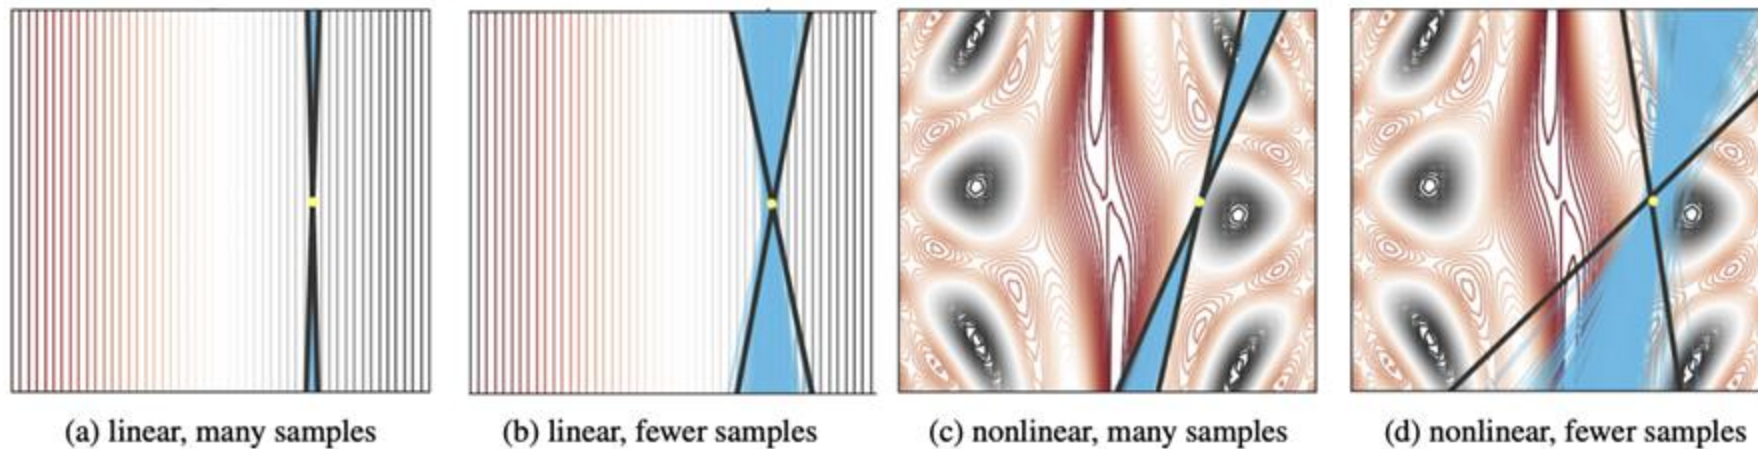 (a) linear, many samples
(b) linear, fewer samples
(c) nonlinear, many samples
(d) nonlinear, fewer samples